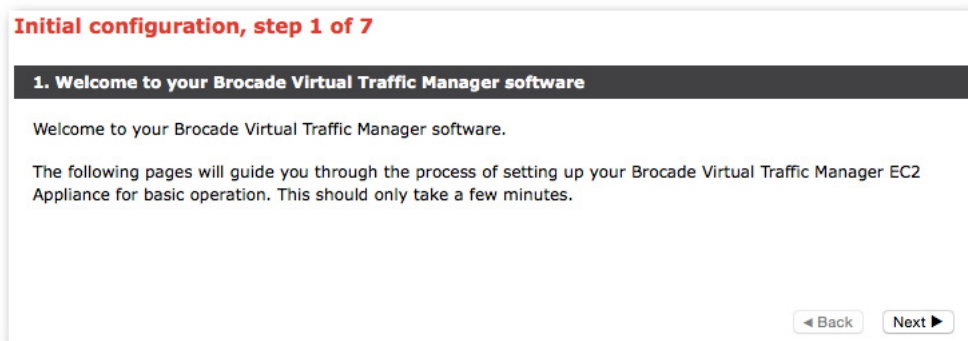 Initial configuration, step 1 of 7
1. Welcome to your Brocade Virtual Traffic Manager software
Welcome to your Brocade Virtual Traffic Manager software.
The following pages will guide you through the process of setting up your Brocade Virtual Traffic Manager EC2
Appliance for basic operation. This should only take a few minutes.
◀ Back Next ▶